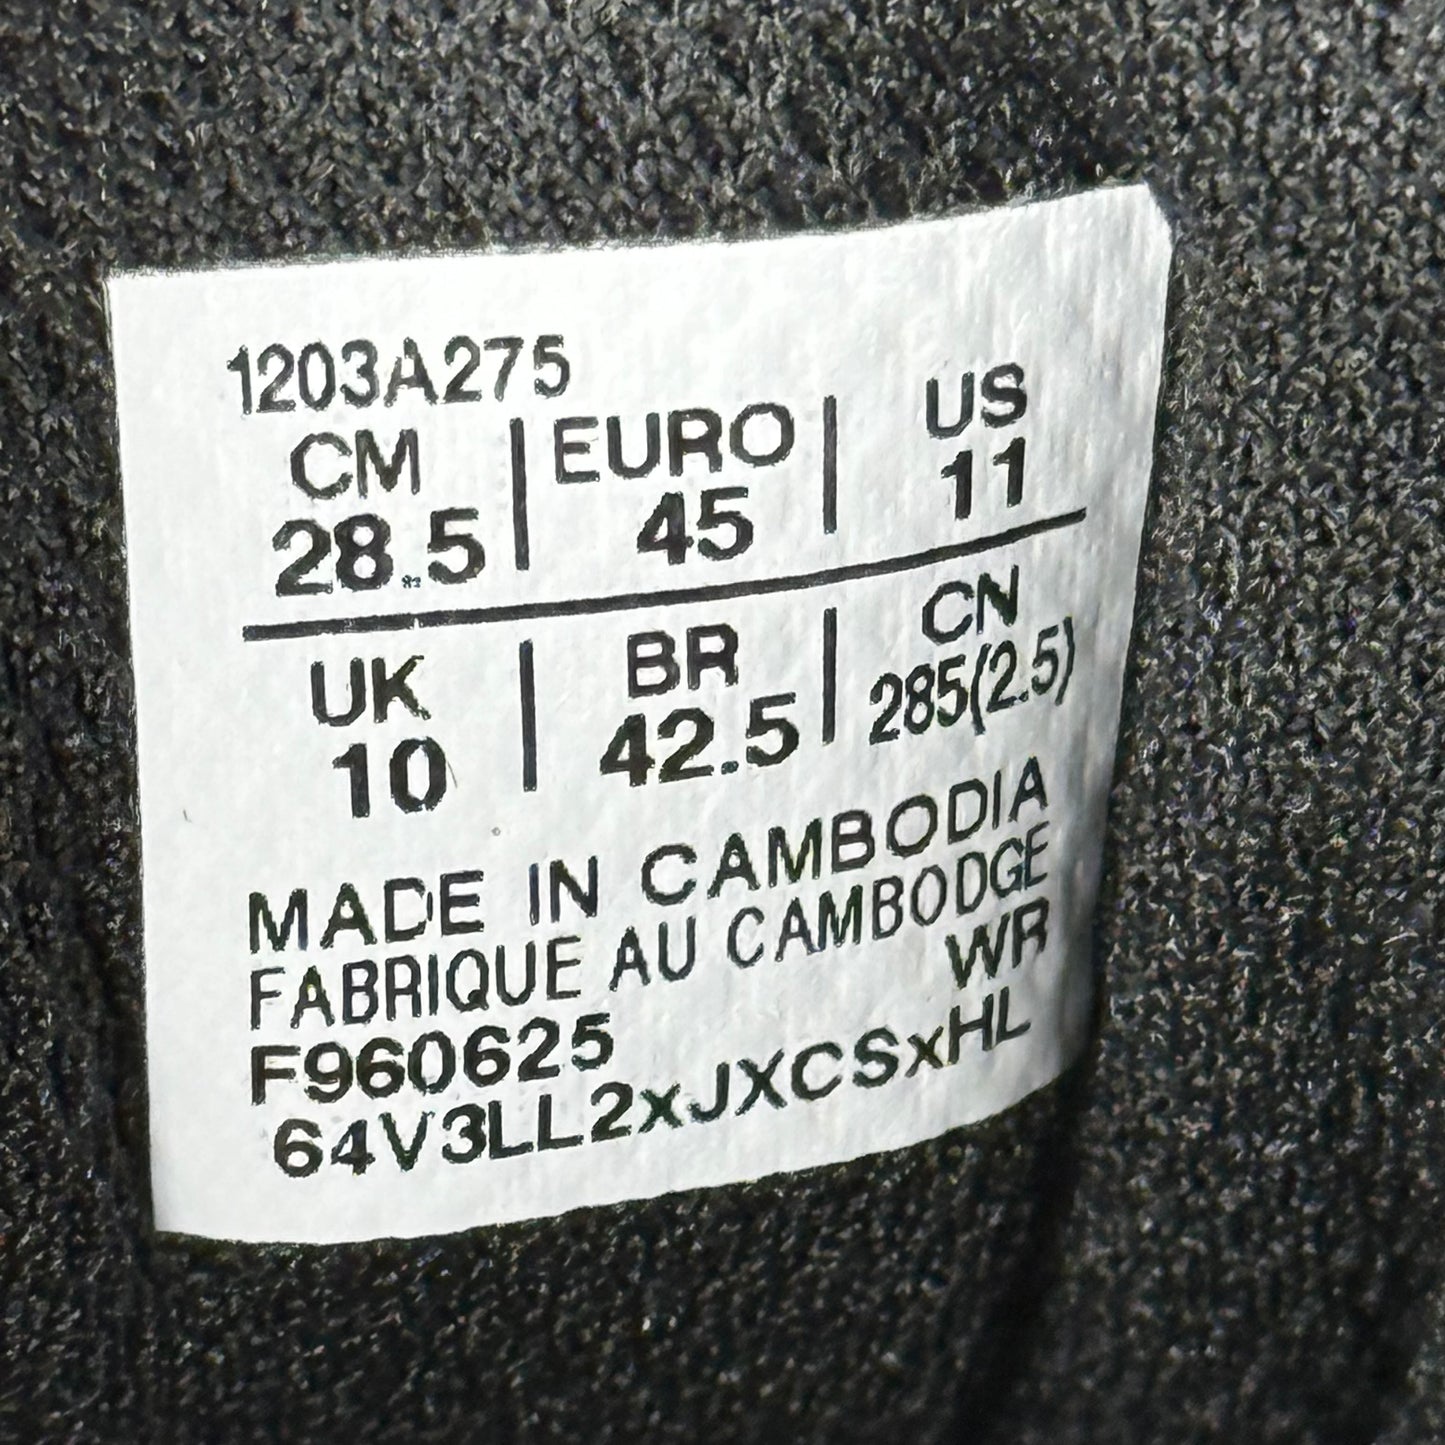 1203A275
CM | EURO | US
28.5 | 45 | 11
UK | BR | CN
10 | 42.5 | 285(2.5)
MADE IN CAMBODIA
FABRIQUE AU CAMBODGE
WR
F960625
64V3LL2xJXCSxHL